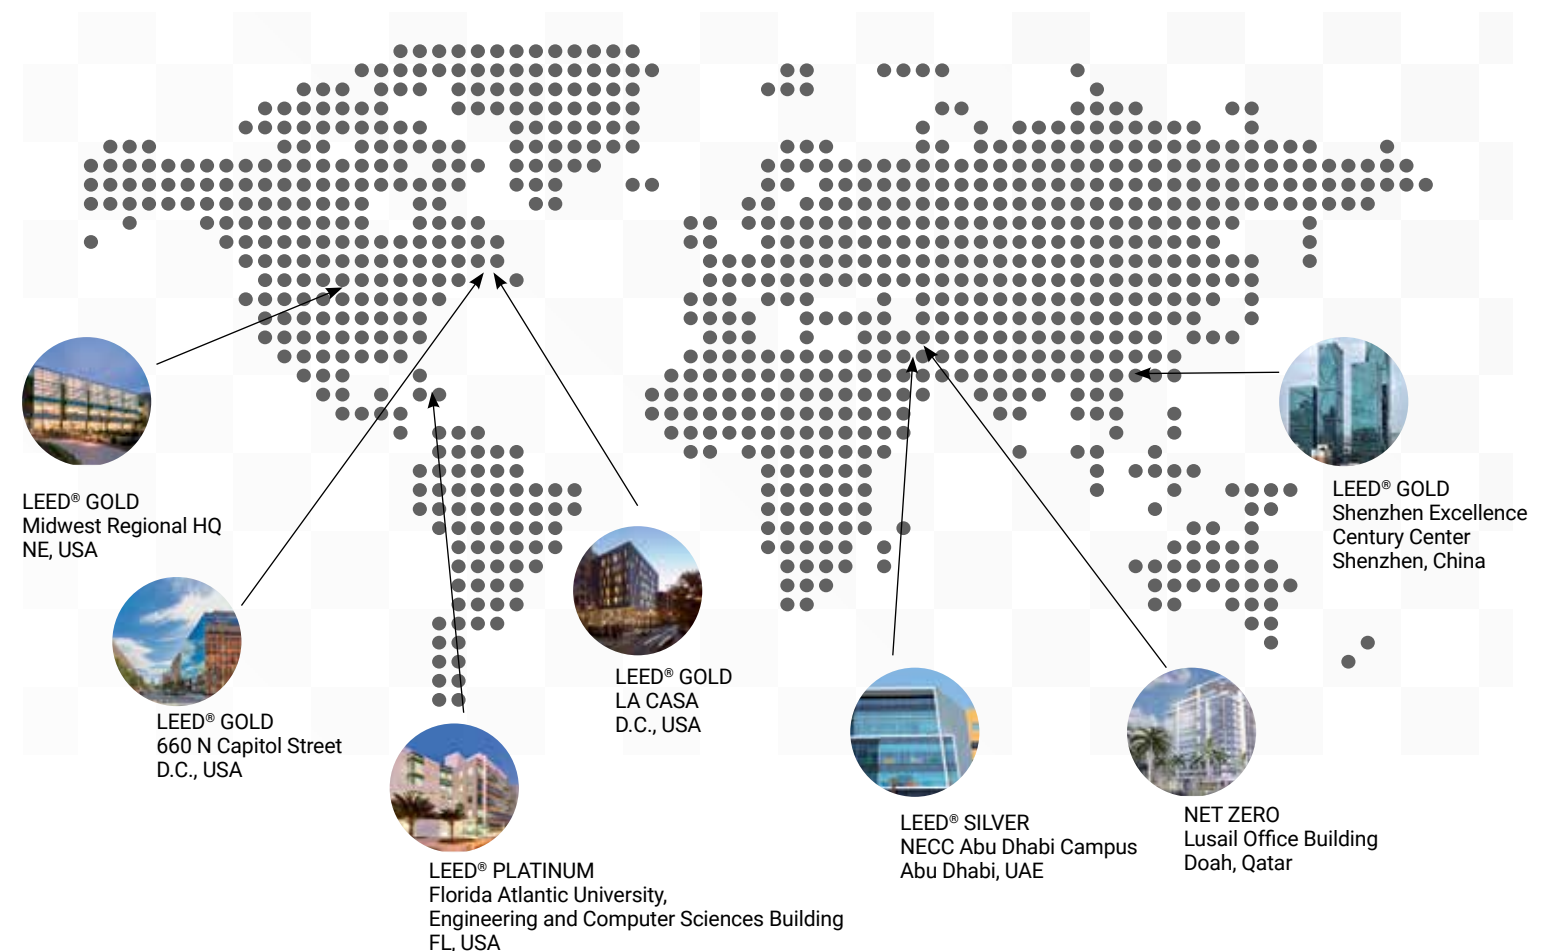 LEED® GOLD
Midwest Regional HQ
NE, USA
LEED® GOLD
660 N Capitol Street
D.C., USA
LEED® PLATINUM
Florida Atlantic University,
Engineering and Computer Sciences Building
FL, USA
LEED® GOLD
LA CASA
D.C., USA
LEED® SILVER
NECC Abu Dhabi Campus
Abu Dhabi, UAE
NET ZERO
Lusail Office Building
Doah, Qatar
LEED® GOLD
Shenzhen Excellence
Century Center
Shenzhen, China